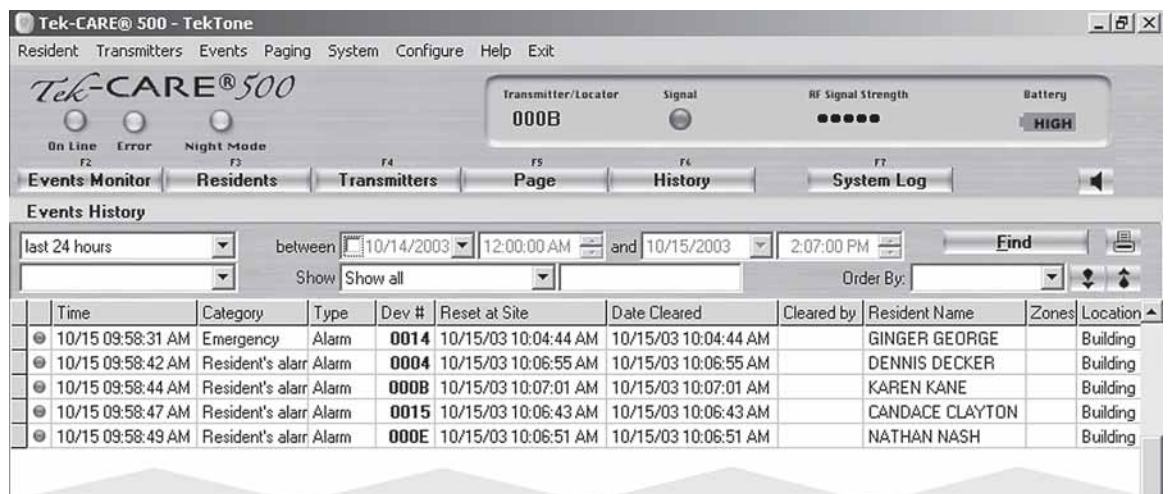 Tek-CARE® 500 - TekTone
Resident Transmitters Events Paging System Configure Help Exit
Tek-CARE®500
Transmitter/Locator Signal RF Signal Strength Battery
000B HIGH
On Line Error Night Mode
F2 F3 F4 F5 F6 F7
Events Monitor Residents Transmitters Page History System Log
Events History
last 24 hours between 10/14/2003 12:00:00 AM and 10/15/2003 2:07:00 PM Find
Show Show all Order By:
Time Category Type Dev # Reset at Site Date Cleared Cleared by Resident Name Zones Location
10/15 09:58:31 AM Emergency Alarm 0014 10/15/03 10:04:44 AM 10/15/03 10:04:44 AM GINGER GEORGE Building
10/15 09:58:42 AM Resident's alarr Alarm 0004 10/15/03 10:06:55 AM 10/15/03 10:06:55 AM DENNIS DECKER Building
10/15 09:58:44 AM Resident's alarr Alarm 000B 10/15/03 10:07:01 AM 10/15/03 10:07:01 AM KAREN KANE Building
10/15 09:58:47 AM Resident's alarr Alarm 0015 10/15/03 10:06:43 AM 10/15/03 10:06:43 AM CANDACE CLAYTON Building
10/15 09:58:49 AM Resident's alarr Alarm 000E 10/15/03 10:06:51 AM 10/15/03 10:06:51 AM NATHAN NASH Building